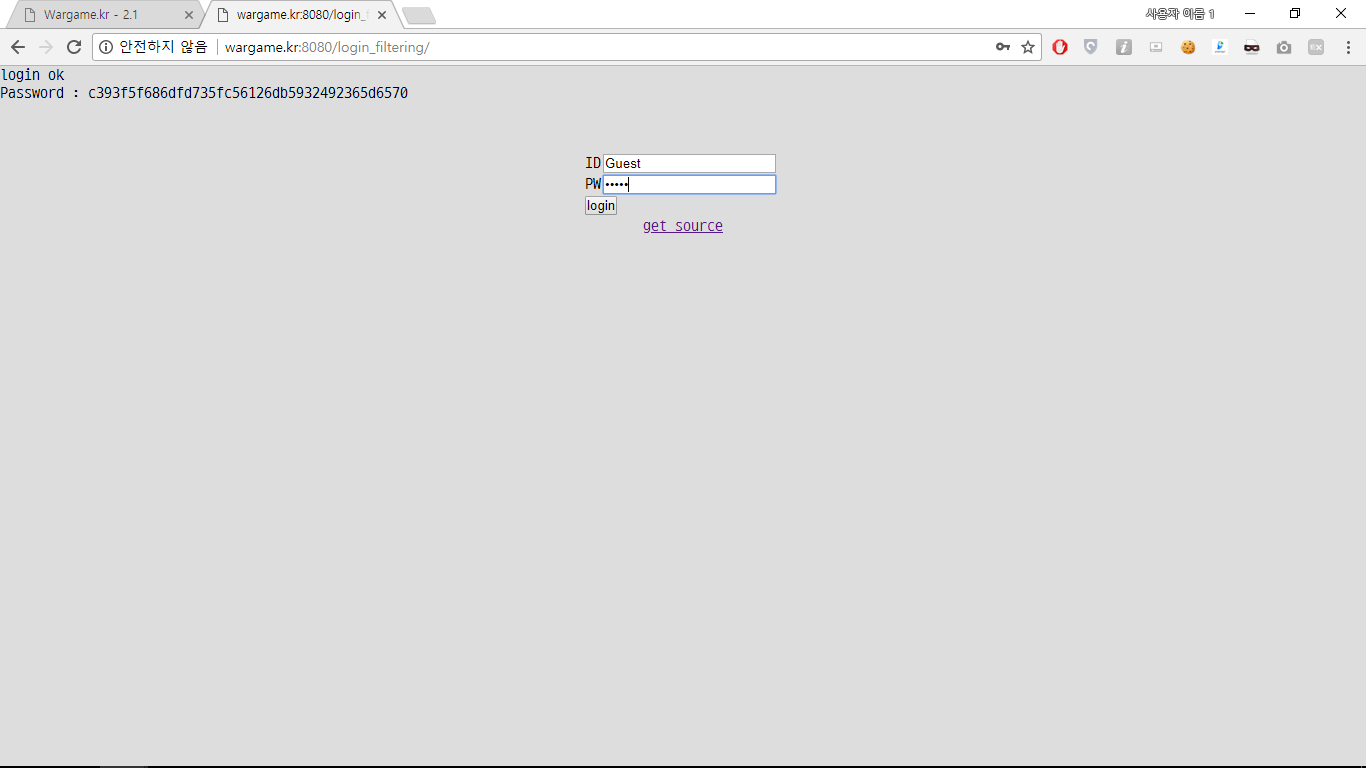 Wargame.kr - 2.1
wargame.kr:8080/login_f
사용자 이름 1
안전하지 않음 wargame.kr:8080/login_filtering/
login ok
Password : c393f5f686dfd735fc56126db5932492365d6570
ID Guest
PW •••••
login
get source